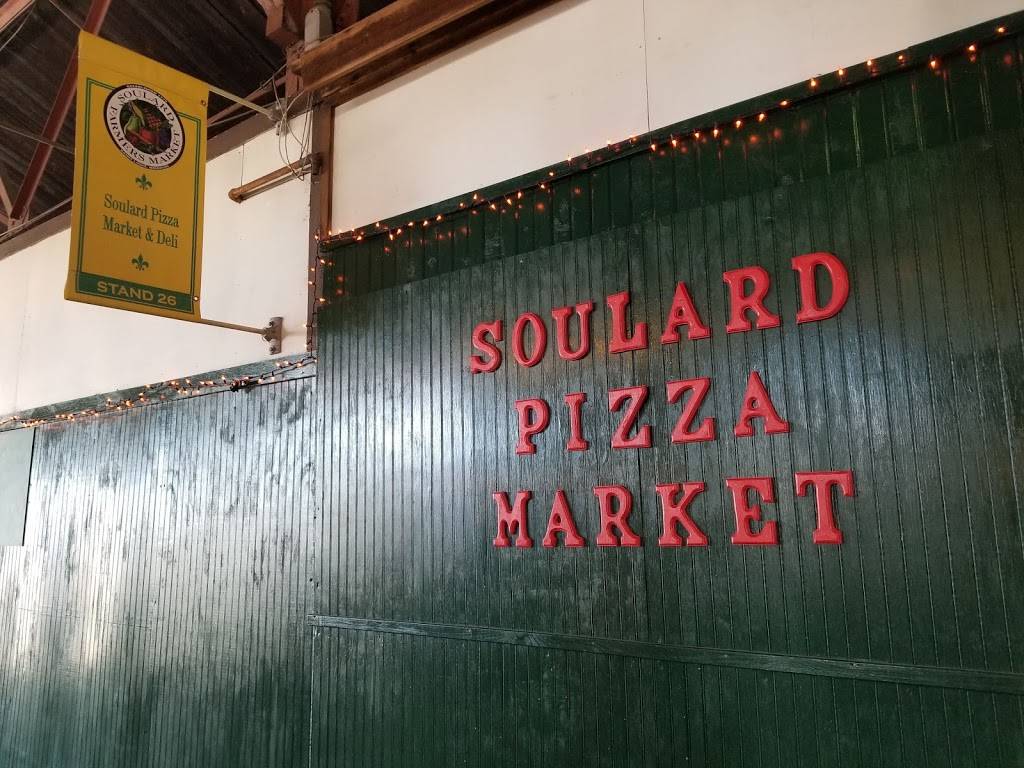 SOULARD
FARMERS MARKET
Soulard Pizza
Market & Deli
STAND 26
SOULARD
PIZZA
MARKET